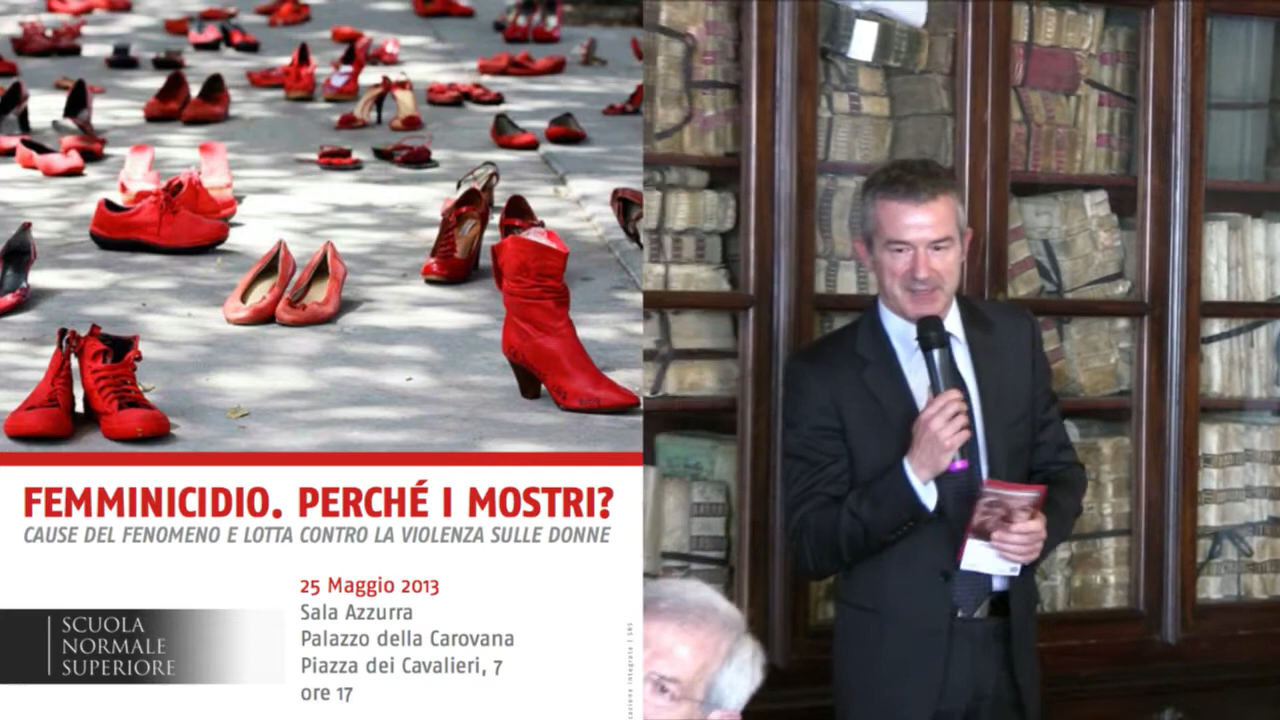 FEMMINICIDIO. PERCHÉ I MOSTRI?
CAUSE DEL FENOMENO E LOTTA CONTRO LA VIOLENZA SULLE DONNE
25 Maggio 2013
Sala Azzurra
Palazzo della Carovana
Piazza dei Cavalieri, 7
ore 17
SCUOLA
NORMALE
SUPERIORE